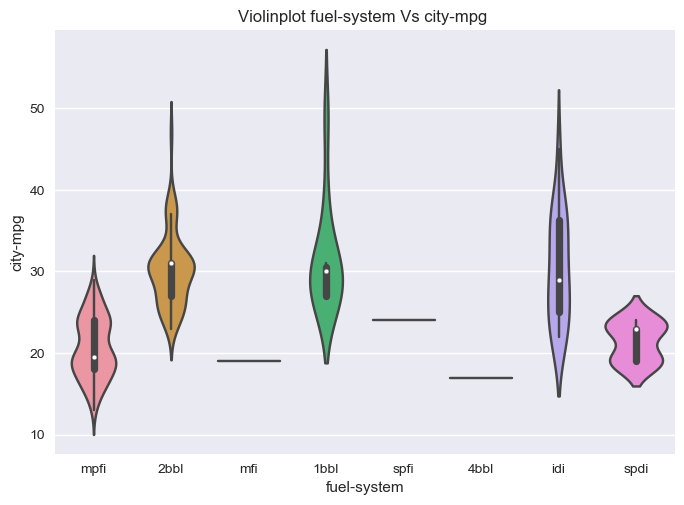 Violinplot fuel-system Vs city-mpg
50
40
30
20
10
city-mpg
mpfi 2bbl mfi 1bbl spfi 4bbl idi spdi
fuel-system